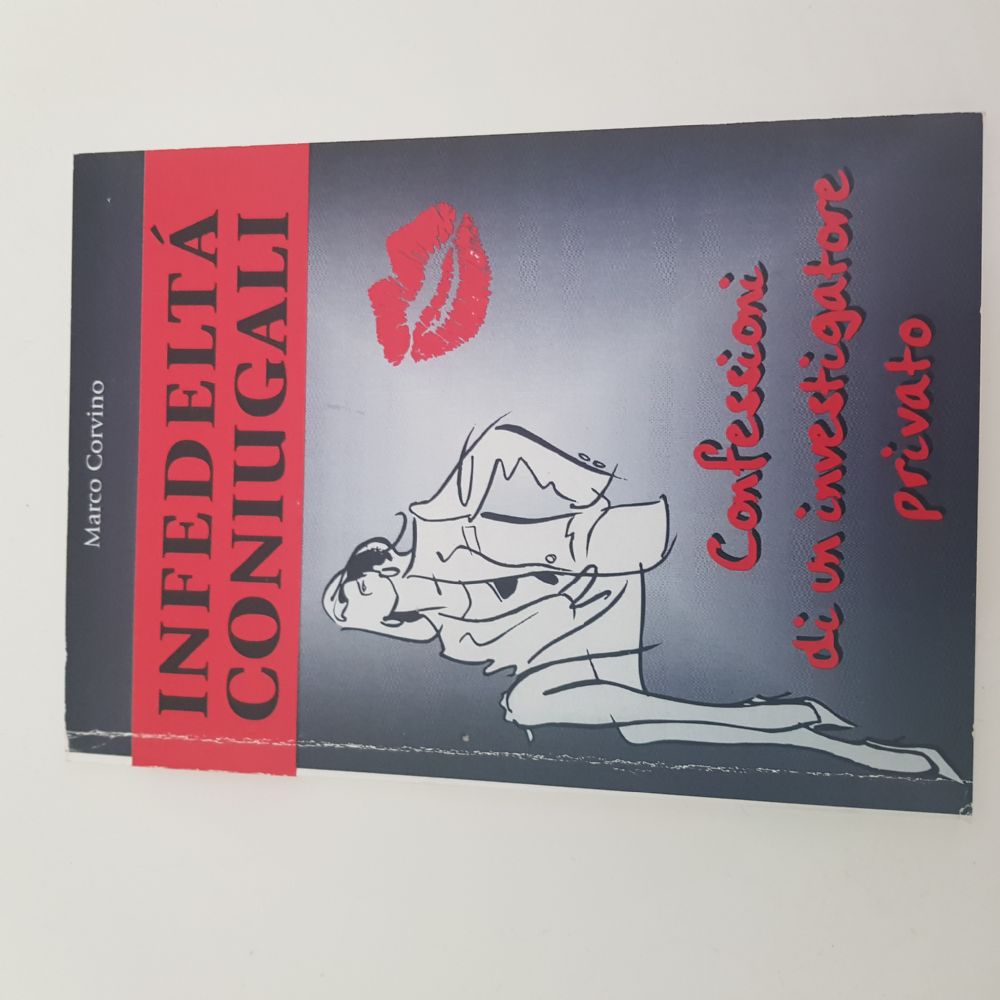 Marco Corvino
INFEDELTÁ
CONIUGALI
Confessioni
di un investigatore
privato